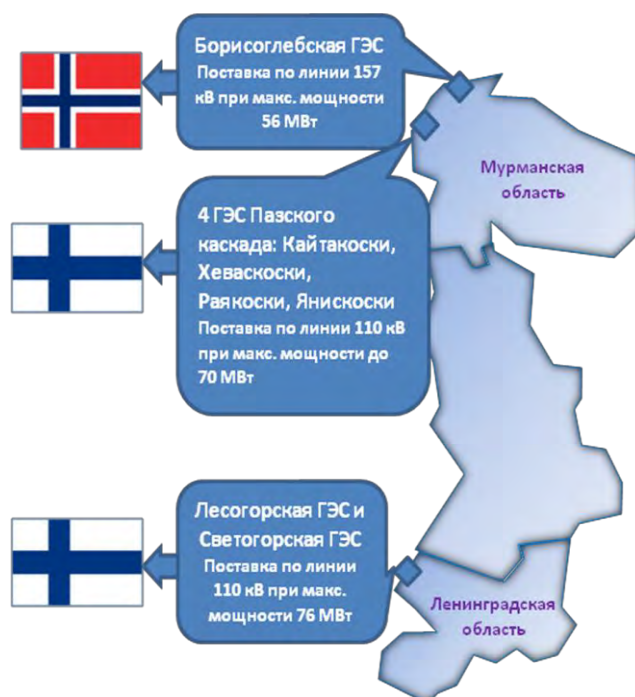 Борисоглебская ГЭС
Поставка по линии 157
кВ при макс. мощности
56 МВт
Мурманская
область
4 ГЭС Пазского
каскада: Кайтакоски,
Хеваскоски,
Раякоски, Янискоски
Поставка по линии 110 кВ
при макс. мощности до
70 МВт
Лесогорская ГЭС и
Светогорская ГЭС
Поставка по линии
110 кВ при макс.
мощности 76 МВт
Ленинградская
область